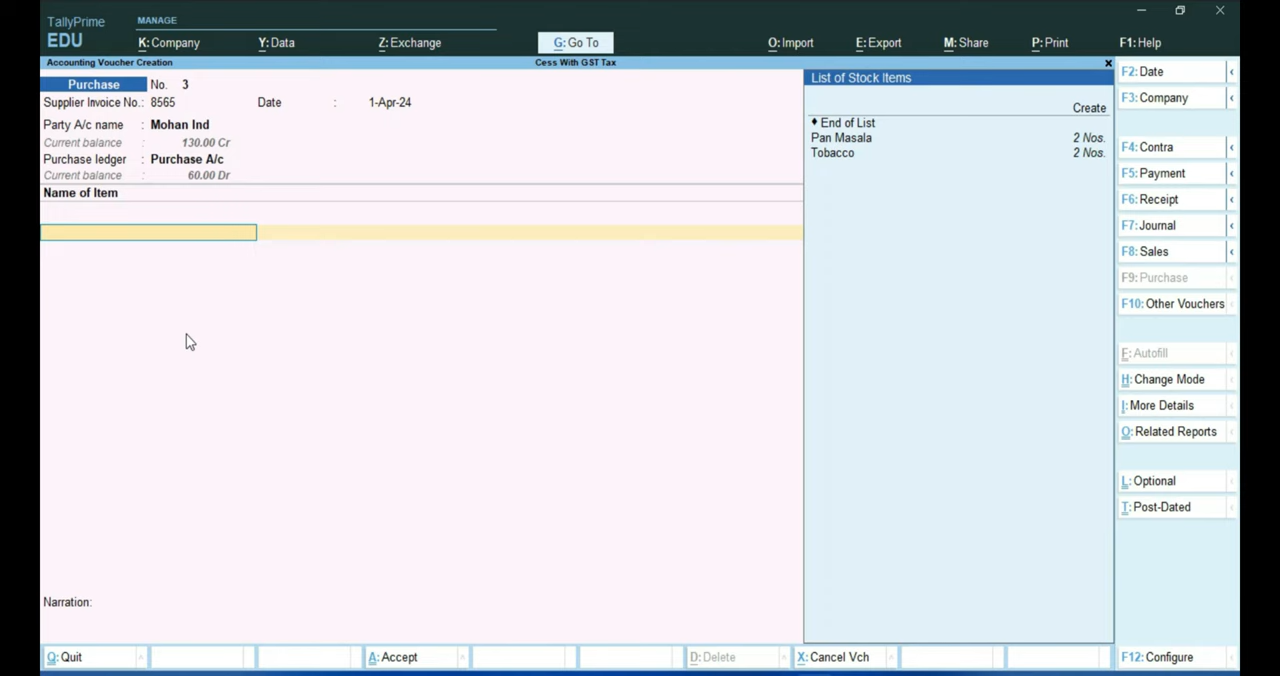 TallyPrime MANAGE
EDU K: Company Y: Data Z: Exchange G: Go To O: Import E: Export M: Share P: Print F1: Help
Accounting Voucher Creation Cess With GST Tax
Purchase No. 3
Supplier Invoice No.: 8565 Date : 1-Apr-24
Party A/c name : Mohan Ind
Current balance : 130.00 Cr
Purchase ledger : Purchase A/c
Current balance : 60.00 Dr
Name of Item
Narration:
List of Stock Items
Create
♦ End of List
Pan Masala 2 Nos.
Tobacco 2 Nos.
F2: Date
F3: Company
F4: Contra
F5: Payment
F6: Receipt
F7: Journal
F8: Sales
F9: Purchase
F10: Other Vouchers
F: Autofill
H: Change Mode
I: More Details
O: Related Reports
L: Optional
T: Post-Dated
Q: Quit A: Accept D: Delete X: Cancel Vch F12: Configure